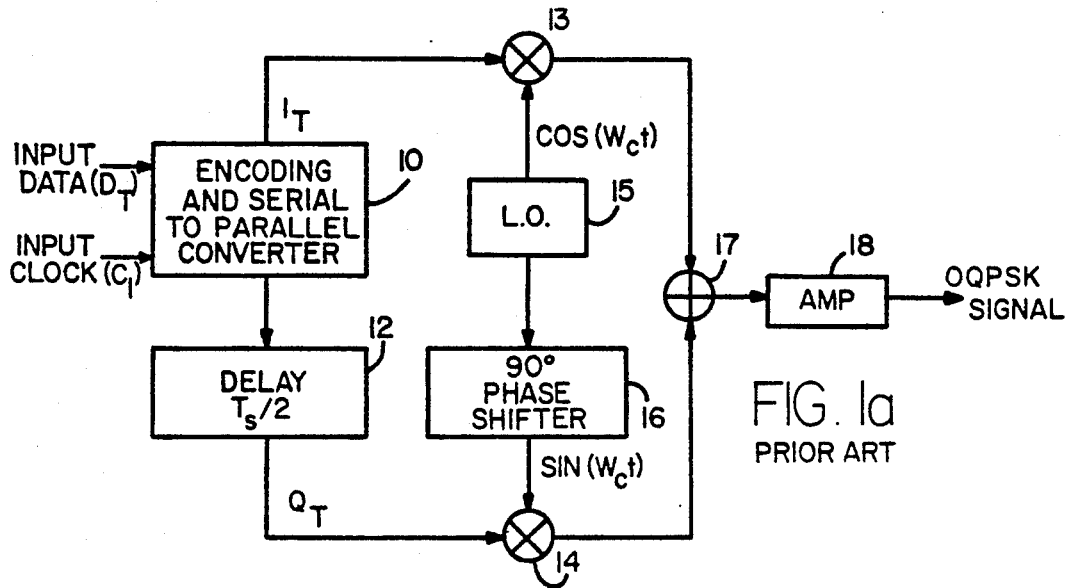 13
I_T
COS (W_ct)
INPUT
DATA (D_T)
INPUT
CLOCK (C_I)
ENCODING
AND SERIAL
TO PARALLEL
CONVERTER
10
L.O.
15
17
18
AMP
OQPSK
SIGNAL
12
DELAY
T_s/2
90°
PHASE
SHIFTER
16
FIG. 1a
PRIOR ART
SIN (W_ct)
Q_T
14